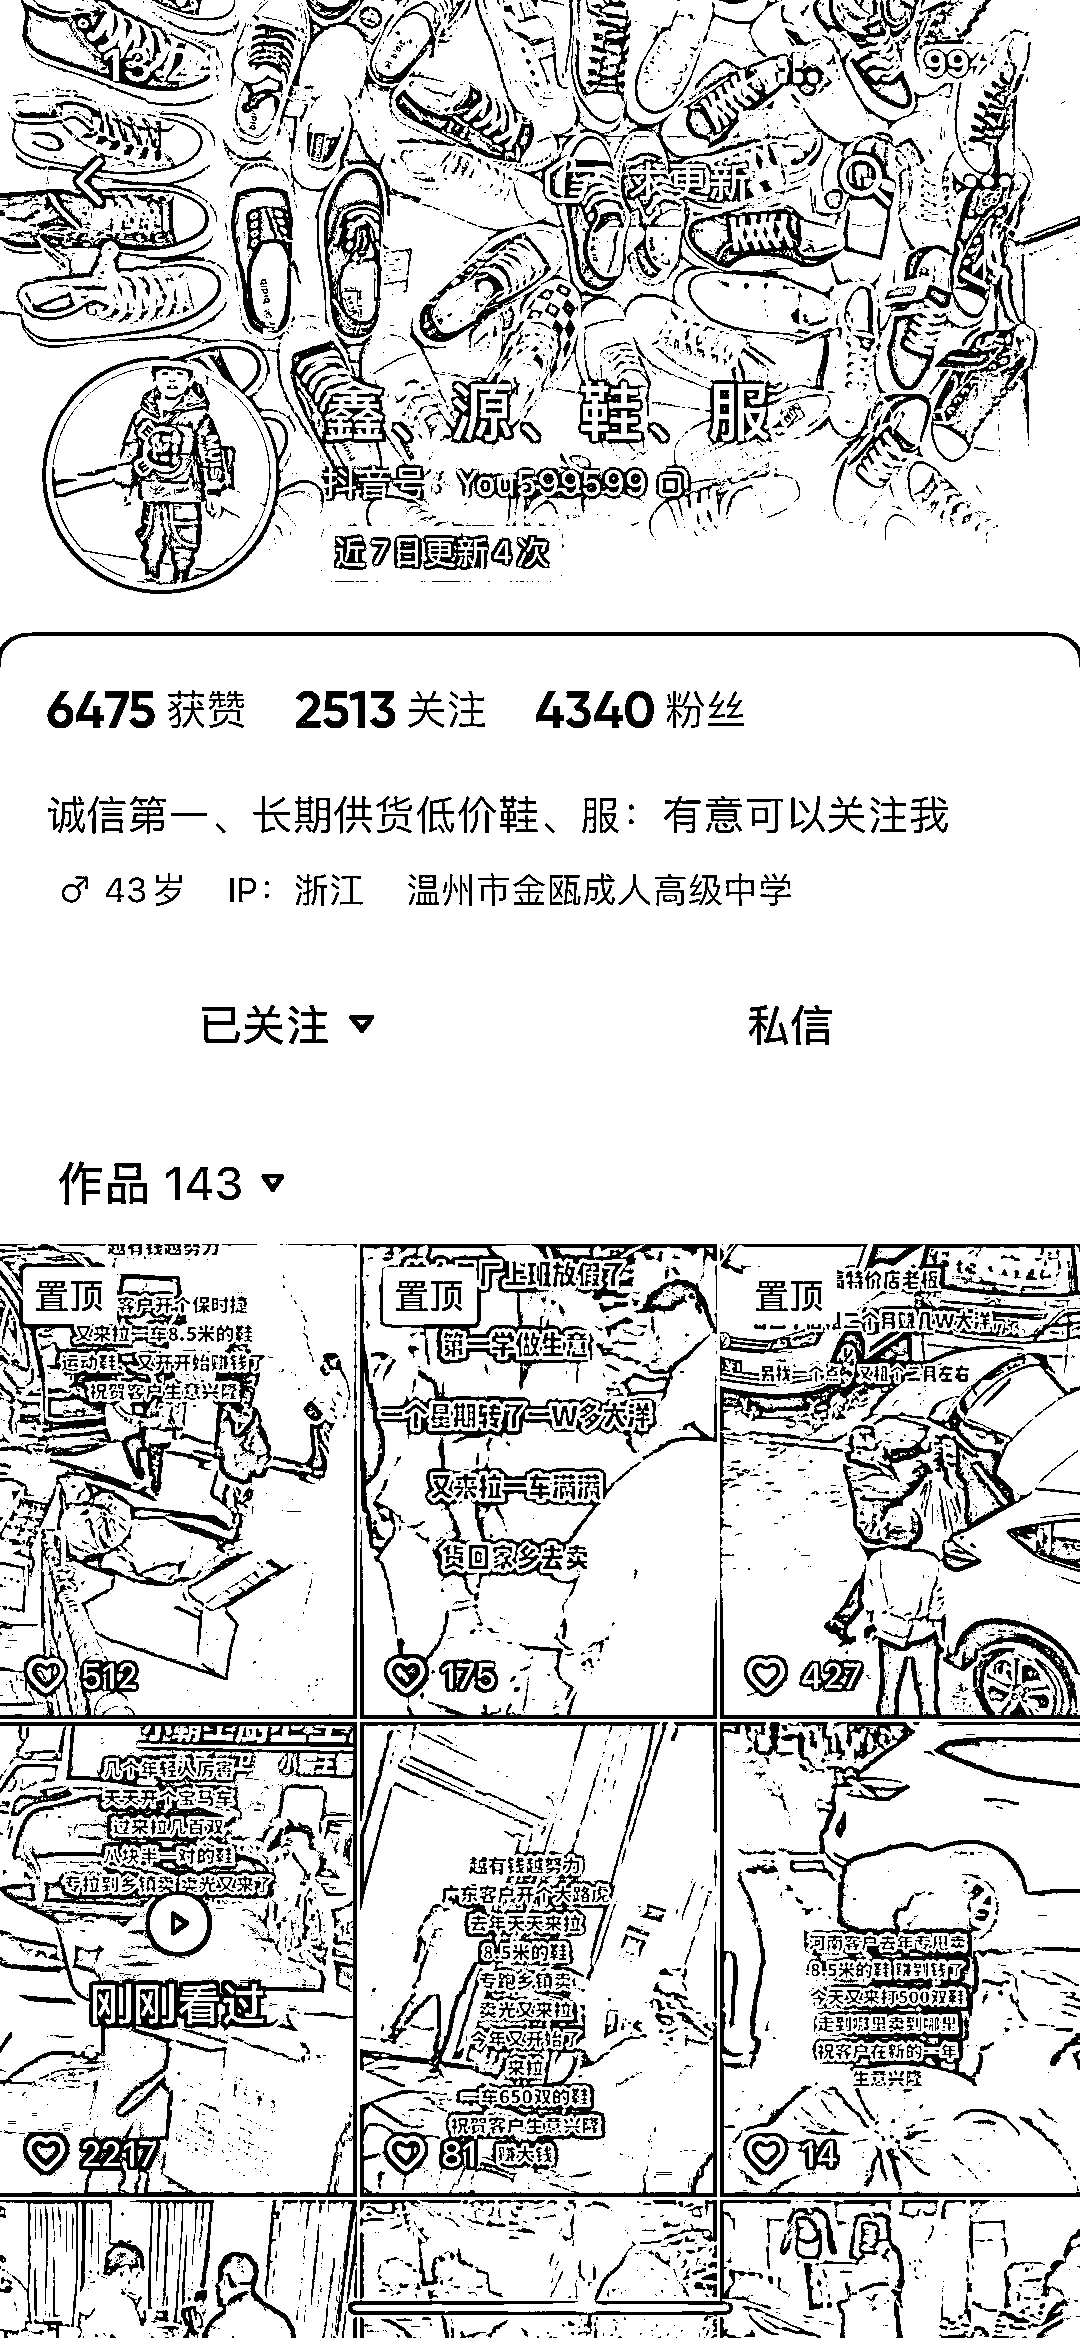 求更新
鑫、源、鞋、服
抖音号：You599599
近7日更新4次
6475 获赞 2513 关注 4340 粉丝
诚信第一、长期供货低价鞋、服：有意可以关注我
♂ 43岁 IP：浙江 温州市金瓯成人高级中学
已关注
私信
作品 143
越有钱越努力
置顶
客户开个保时捷
又来拉一车8.5米的鞋
运动鞋又开开始赚钱了
祝贺客户生意兴隆
512
置顶
厂上班放假了
第一学做生意
一个星期转了一W多大洋
又来拉一车满满
货回家乡去卖
175
置顶
特价店老板
二个月赚几W大洋了
另找一个点，又租个三月左右
427
几个年轻人厉害
天天开个宝马车
过来拉几百双
八块半一对的鞋
专拉到乡镇卖 卖光又来了
刚刚看过
2217
越有钱越努力
广东客户开个大路虎
去年天天来拉
8.5米的鞋
专跑乡镇卖
卖光又来拉
今年又开始了
来拉
一车650双的鞋
祝贺客户生意兴隆
赚大钱
81
河南客户去年专甩卖
8.5米的鞋赚到钱了
今天又来打500双鞋
走到哪里卖到哪里
祝客户在新的一年
生意兴隆
14